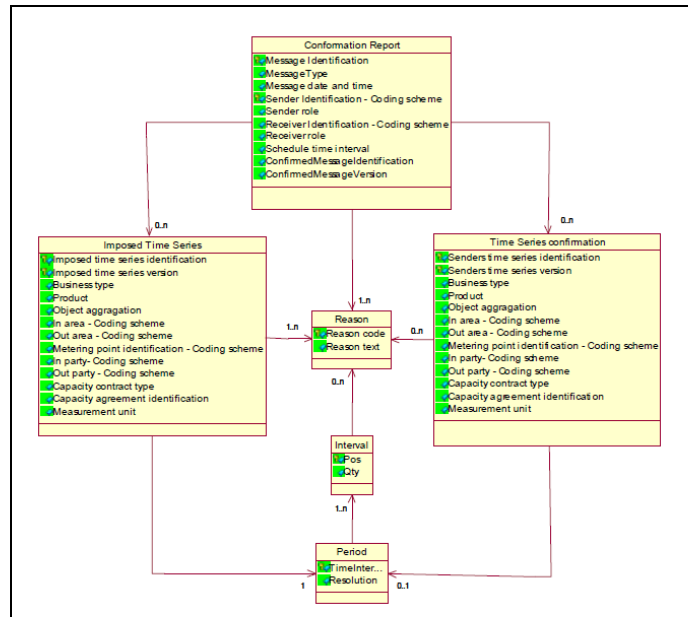 Conformation Report
Message Identification
MessageType
Message date and time
Sender Identification - Coding scheme
Sender role
Receiver Identification - Coding scheme
Receiver role
Schedule time interval
ConfirmedMessageIdentification
ConfirmedMessageVersion
0..n
0..n
Imposed Time Series
Imposed time series identification
Imposed time series version
Business type
Product
Object aggragation
In area - Coding scheme
Out area - Coding scheme
Metering point identification - Coding scheme
In party- Coding scheme
Out party - Coding scheme
Capacity contract type
Capacity agreement identification
Measurement unit
1..n
1..n
Reason
Reason code
Reason text
0..n
0..n
Time Series confirmation
Senders time series identification
Senders time series version
Business type
Product
Object aggragation
In area - Coding scheme
Out area - Coding scheme
Metering point identification - Coding scheme
In party - Coding scheme
Out party - Coding scheme
Capacity contract type
Capacity agreement identification
Measurement unit
Interval
Pos
Qty
1..n
Period
TimeInter...
Resolution
1
0..1